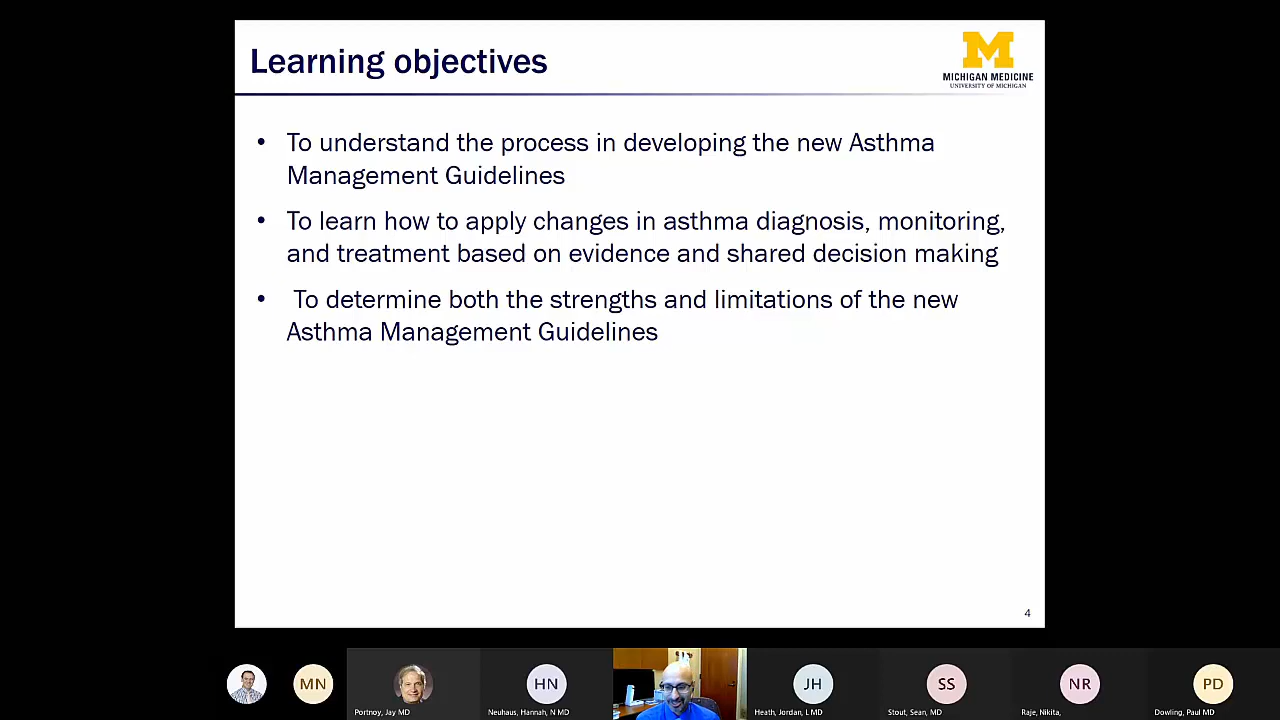 Learning objectives
MICHIGAN MEDICINE
UNIVERSITY OF MICHIGAN
• To understand the process in developing the new Asthma
Management Guidelines
• To learn how to apply changes in asthma diagnosis, monitoring,
and treatment based on evidence and shared decision making
• To determine both the strengths and limitations of the new
Asthma Management Guidelines
4
MN
HN
JH
SS
NR
PD
Portnoy, Jay MD
Neuhaus, Hannah, N MD
Heath, Jordan, L MD
Stout, Sean, MD
Raje, Nikita,
Dowling, Paul MD